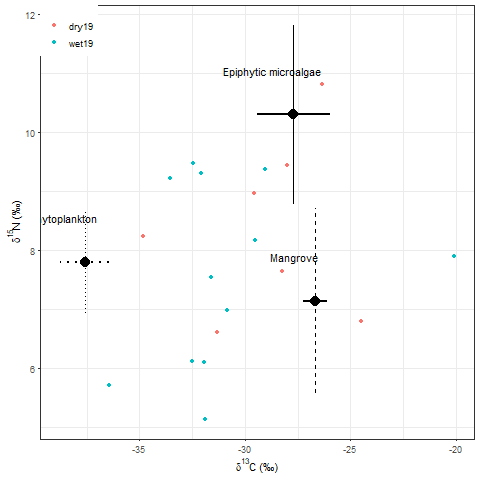 dry19
wet19
12
Epiphytic microalgae
10
ytoplankton
δ¹⁵N (‰)
8
Mangrove
6
-35
-30
-25
-20
δ¹³C (‰)